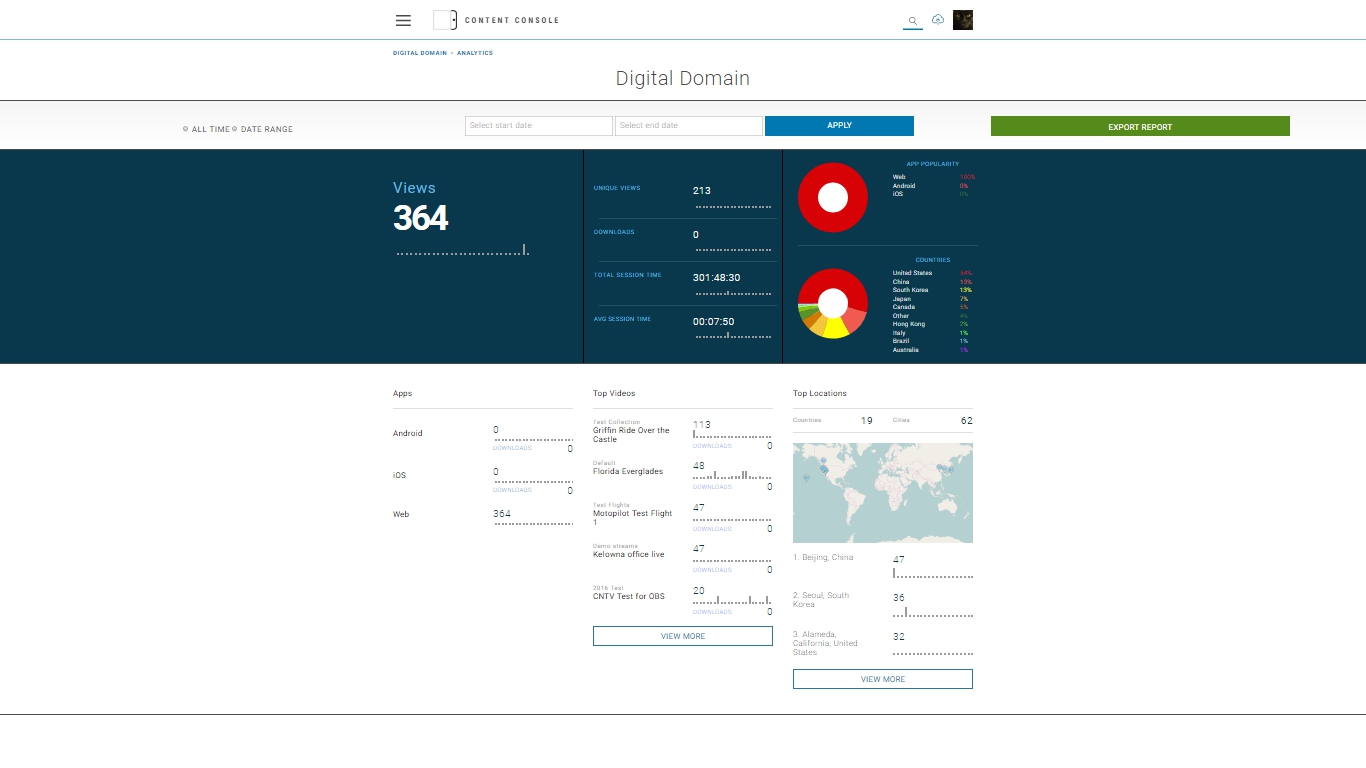 CONTENT CONSOLE
DIGITAL DOMAIN - ANALYTICS
Digital Domain
ALL TIME DATE RANGE
Select start date
Select end date
APPLY
EXPORT REPORT
Views
364
UNIQUE VIEWS 213
DOWNLOADS 0
TOTAL SESSION TIME 301:48:30
AVG SESSION TIME 00:07:50
APP POPULARITY
Web 100%
Android 0%
iOS 0%
COUNTRIES
United States 54%
China 13%
South Korea 13%
Japan 7%
Canada 5%
Other 4%
Hong Kong 2%
Italy 1%
Brazil 1%
Australia 1%
Apps
Android 0
DOWNLOADS 0
iOS 0
DOWNLOADS 0
Web 364
Top Videos
Test Collection
Griffin Ride Over the
Castle
113
DOWNLOADS 0
Default
Florida Everglades
48
DOWNLOADS 0
Test Flights
Motopilot Test Flight
1
47
DOWNLOADS 0
Demo streams
Kelowna office live
47
DOWNLOADS 0
2016 Test
CNTV Test for OBS
20
DOWNLOADS 0
VIEW MORE
Top Locations
Countries 19 Cities 62
1. Beijing, China 47
2. Seoul, South
Korea
36
3. Alameda,
California, United
States
32
VIEW MORE